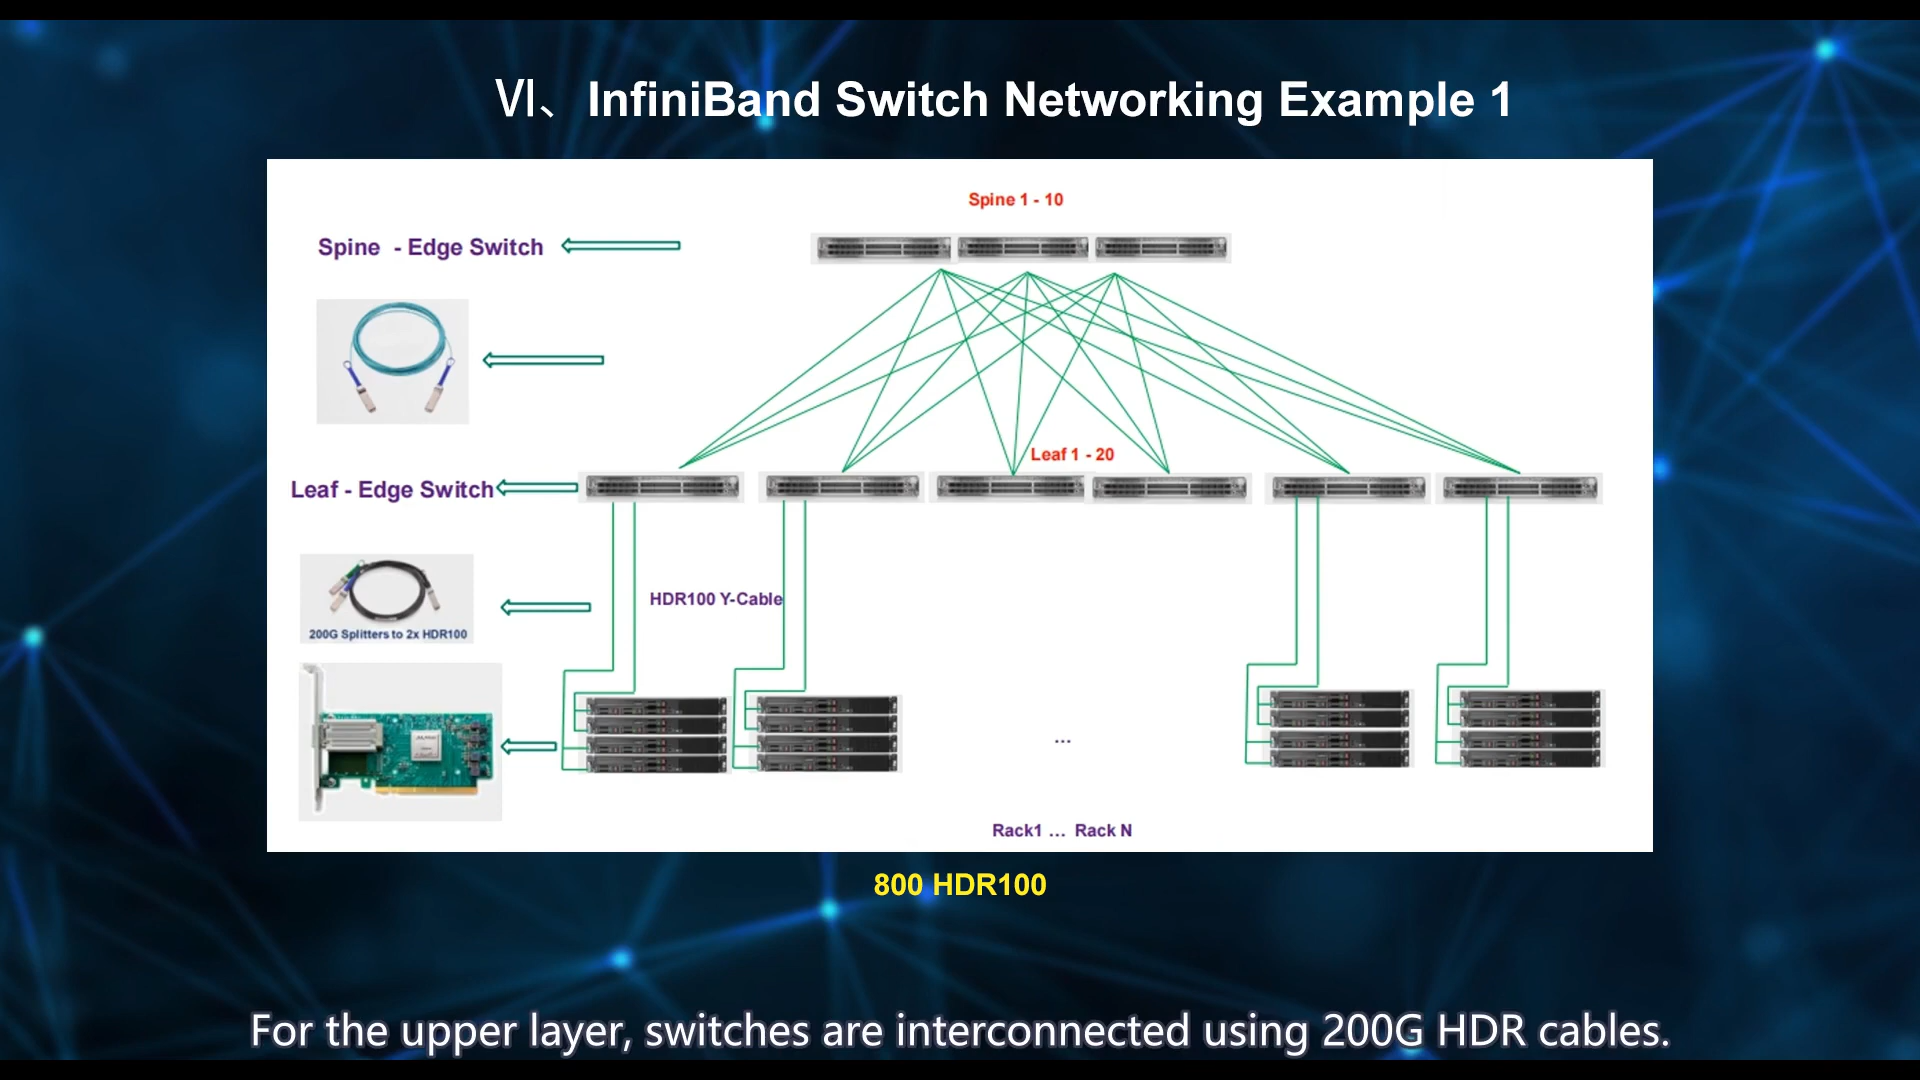 Ⅵ、InfiniBand Switch Networking Example 1
Spine 1 - 10
Spine - Edge Switch
Leaf 1 - 20
Leaf - Edge Switch
HDR100 Y-Cable
200G Splitters to 2x HDR100
...
Rack1 ... Rack N
800 HDR100
For the upper layer, switches are interconnected using 200G HDR cables.